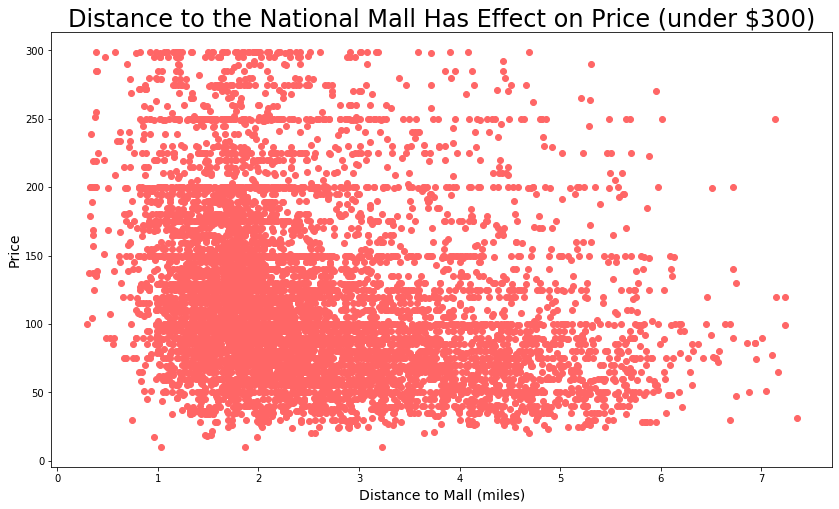 Distance to the National Mall Has Effect on Price (under $300)
300
250
200
150
100
50
0
Price
0 1 2 3 4 5 6 7
Distance to Mall (miles)